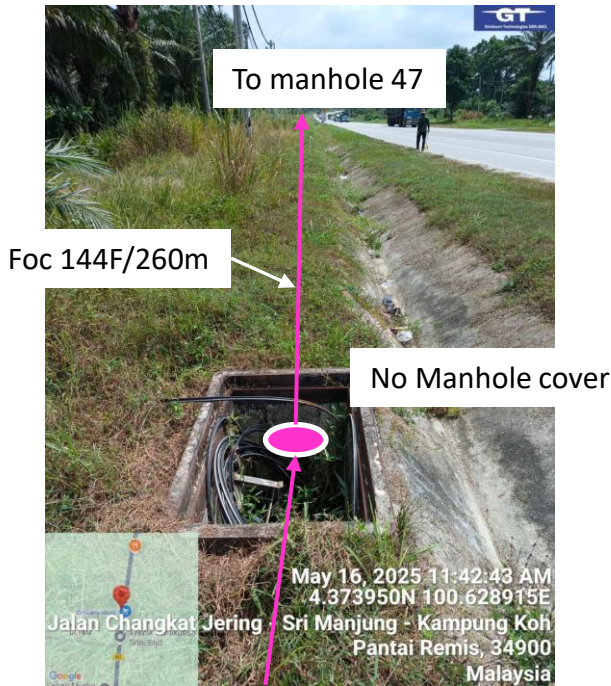 GT
To manhole 47
Foc 144F/260m
No Manhole cover
May 16, 2025 11:42:43 AM
4.373950N 100.628915E
Jalan Changkat Jering - Sri Manjung - Kampung Koh
Pantai Remis, 34900
Malaysia
Google